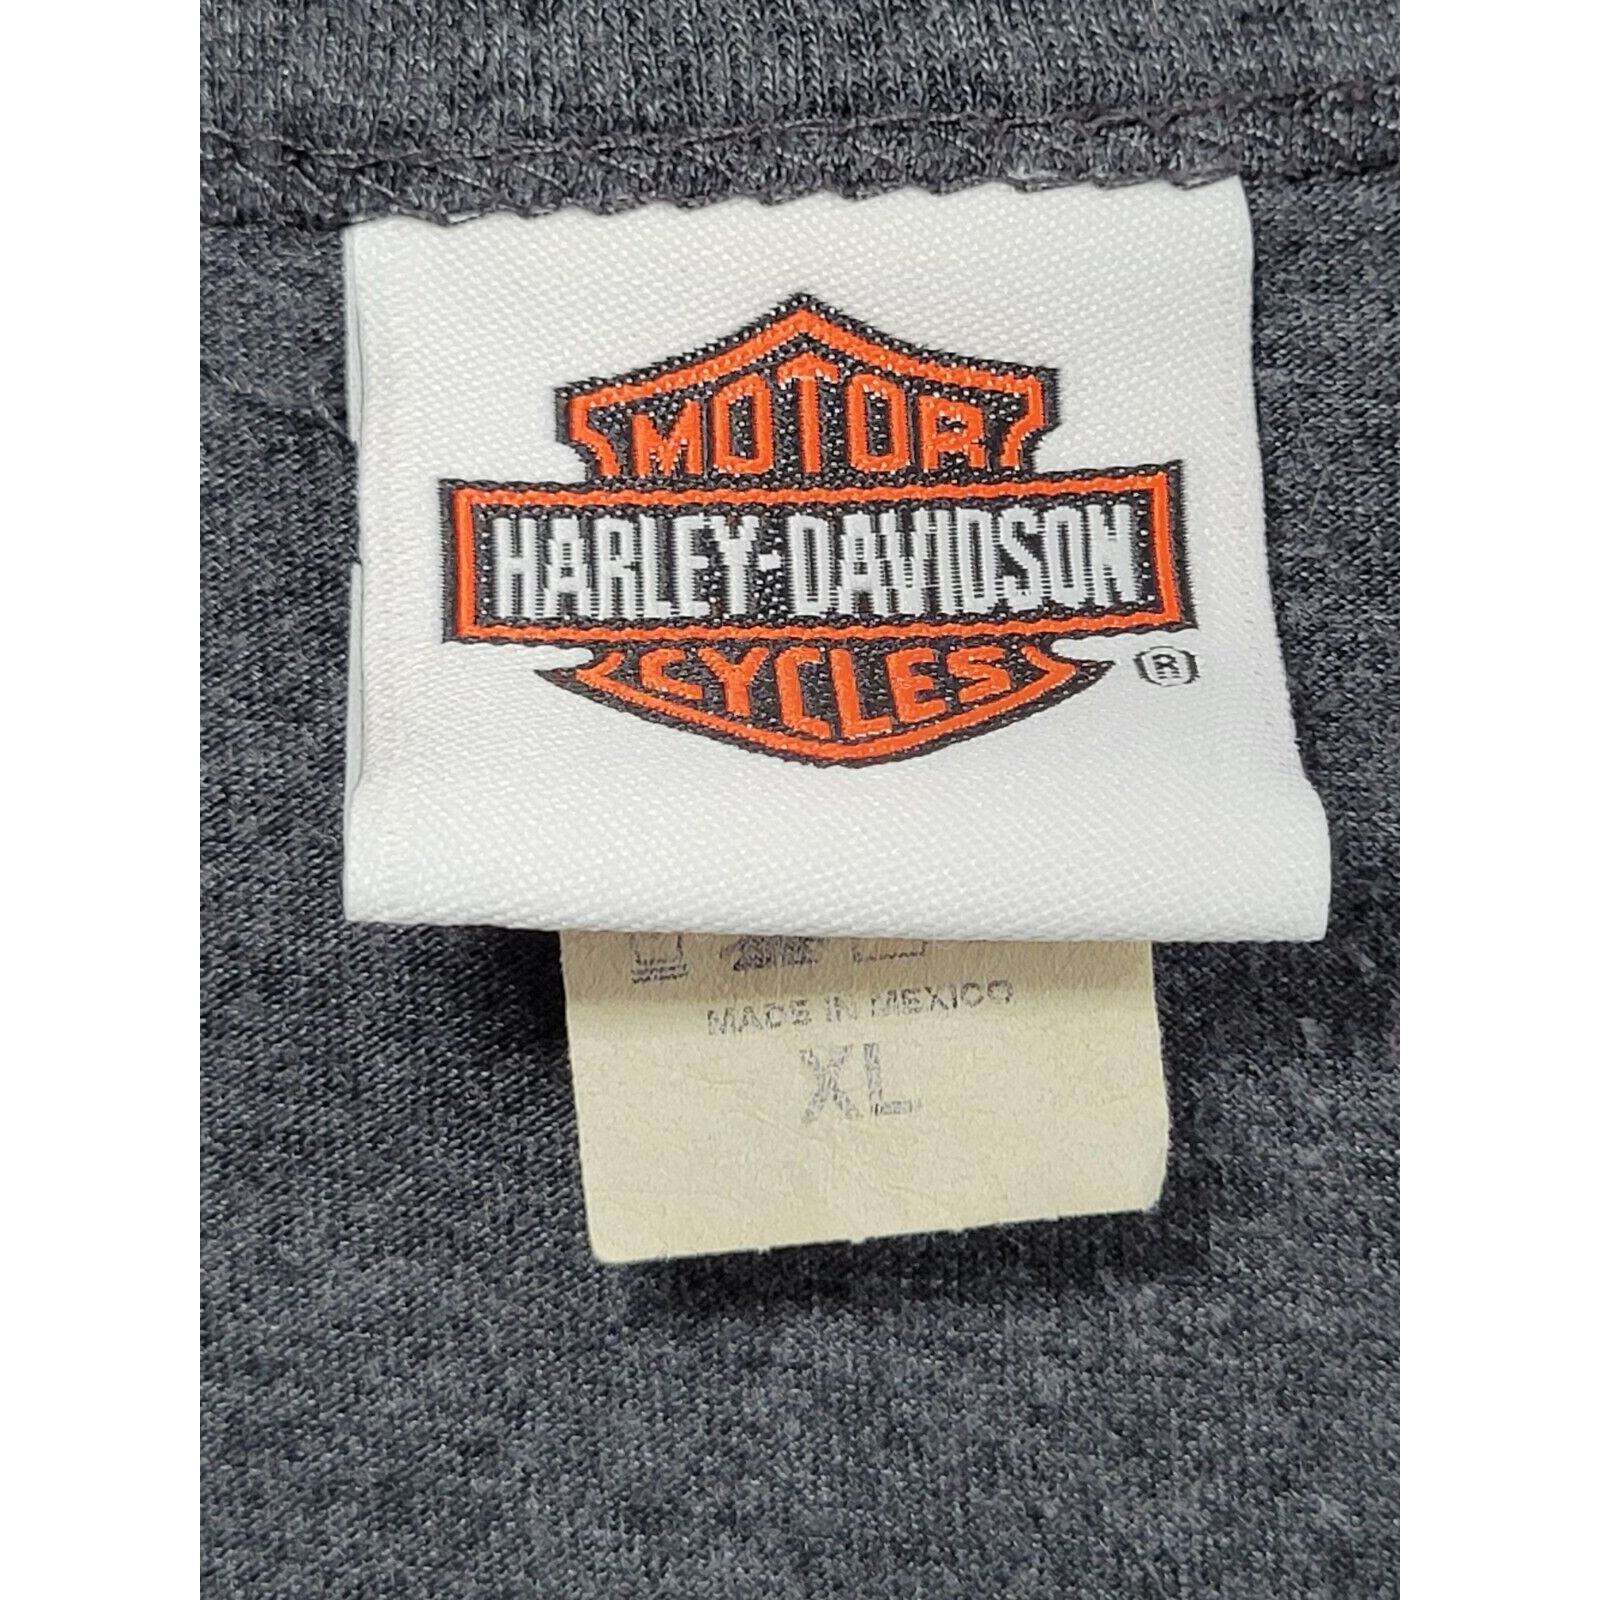 MOTOR
HARLEY-DAVIDSON
CYCLES ®
MADE IN MEXICO
XL